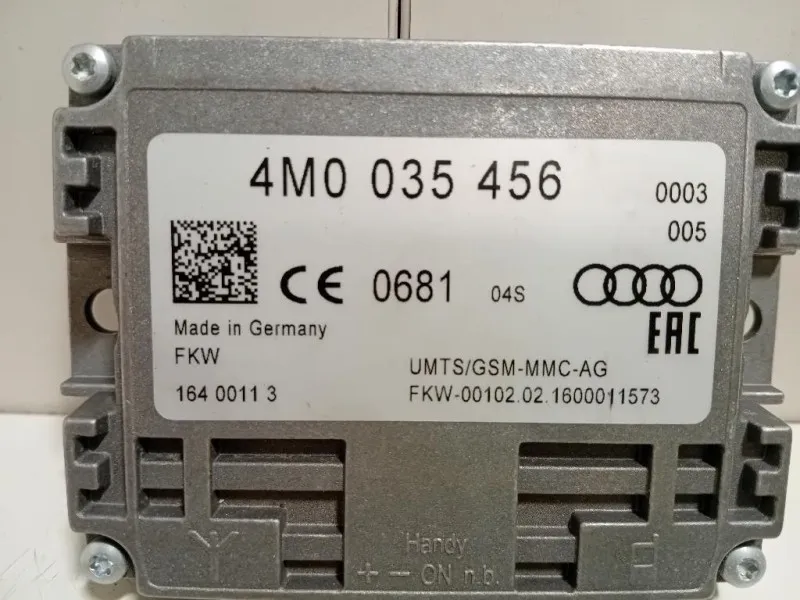 4M0 035 456
0003
005
CE 0681 04S
EAC
Made in Germany
FKW
UMTS/GSM-MMC-AG
164 0011 3
FKW-00102.02.1600011573
Handy
+ – ON n.b.